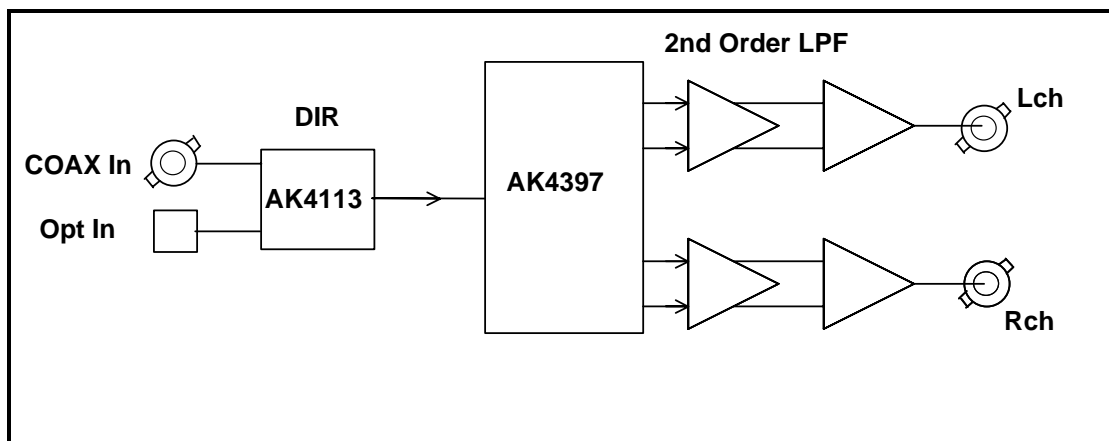 2nd Order LPF
Lch
DIR
COAX In
AK4113
AK4397
Opt In
Rch